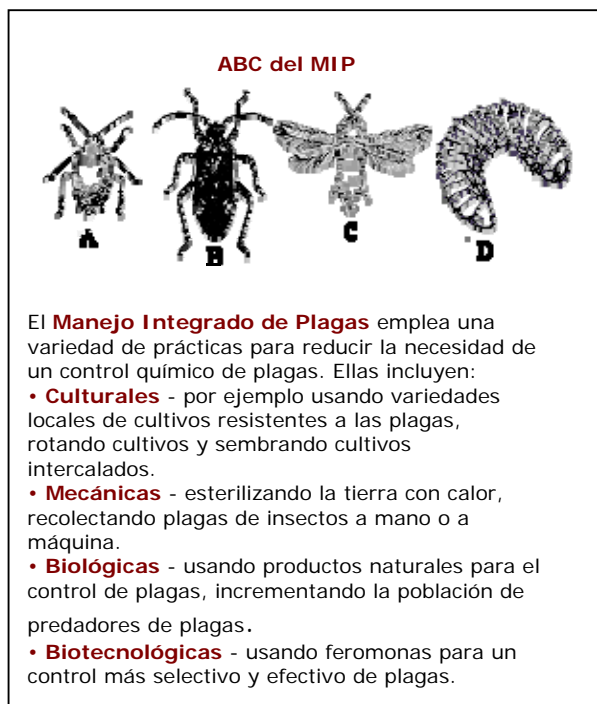 ABC del MIP
A B C D
El Manejo Integrado de Plagas emplea una
variedad de prácticas para reducir la necesidad de
un control químico de plagas. Ellas incluyen:
• Culturales - por ejemplo usando variedades
locales de cultivos resistentes a las plagas,
rotando cultivos y sembrando cultivos
intercalados.
• Mecánicas - esterilizando la tierra con calor,
recolectando plagas de insectos a mano o a
máquina.
• Biológicas - usando productos naturales para el
control de plagas, incrementando la población de
predadores de plagas.
• Biotecnológicas - usando feromonas para un
control más selectivo y efectivo de plagas.